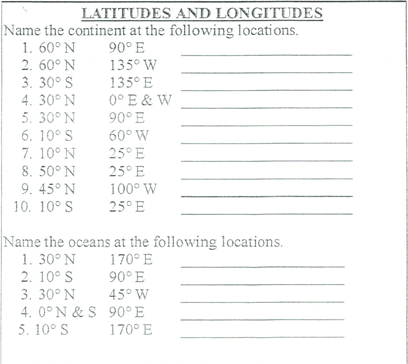 LATITUDES AND LONGITUDES
Name the continent at the following locations.
1. 60° N 90° E
2. 60° N 135° W
3. 30° S 135° E
4. 30° N 0° E & W
5. 30° N 90° E
6. 10° S 60° W
7. 10° N 25° E
8. 50° N 25° E
9. 45° N 100° W
10. 10° S 25° E
Name the oceans at the following locations.
1. 30° N 170° E
2. 10° S 90° E
3. 30° N 45° W
4. 0° N & S 90° E
5. 10° S 170° E